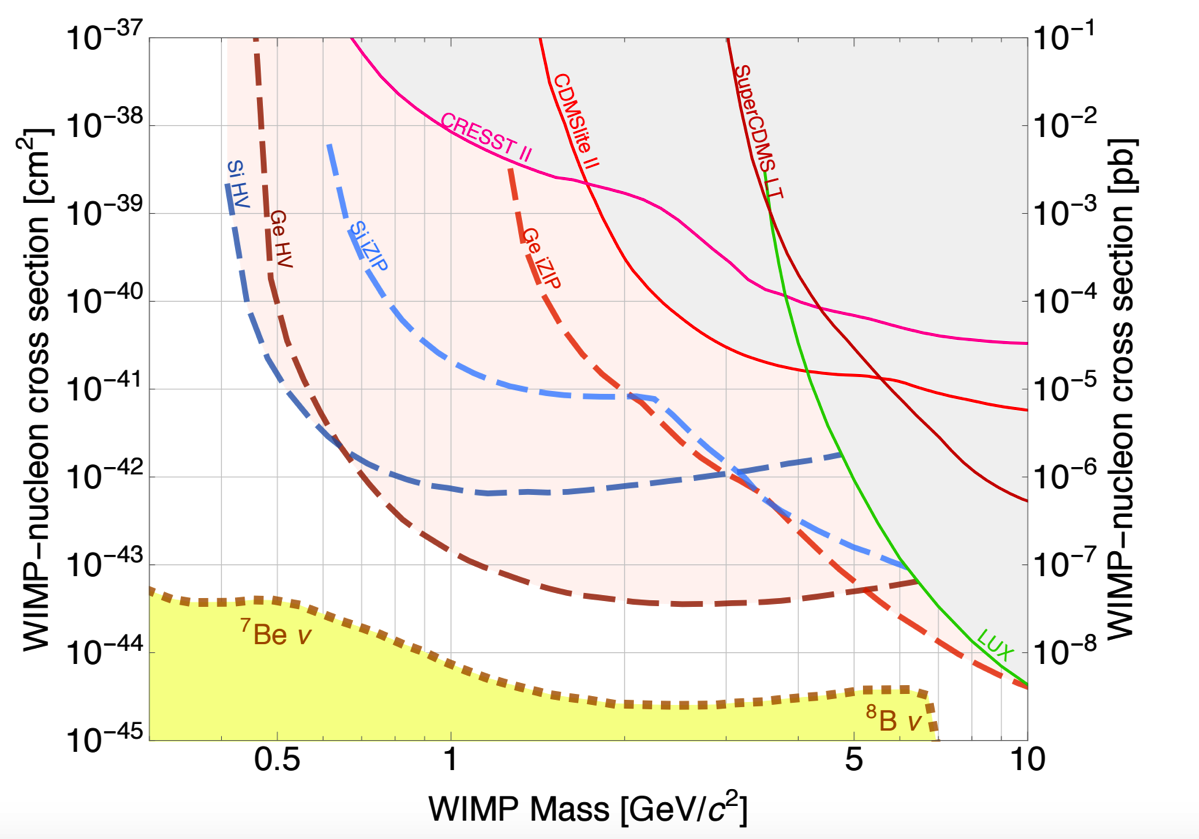 10⁻³⁷
10⁻³⁸
10⁻³⁹
10⁻⁴⁰
10⁻⁴¹
10⁻⁴²
10⁻⁴³
10⁻⁴⁴
10⁻⁴⁵
WIMP−nucleon cross section [cm²]
Si HV
Ge HV
Si iZIP
Ge iZIP
CRESST II
CDMSlite II
SuperCDMS LT
LUX
⁷Be ν
⁸B ν
10⁻¹
10⁻²
10⁻³
10⁻⁴
10⁻⁵
10⁻⁶
10⁻⁷
10⁻⁸
WIMP−nucleon cross section [pb]
0.5
1
5
10
WIMP Mass [GeV/c²]